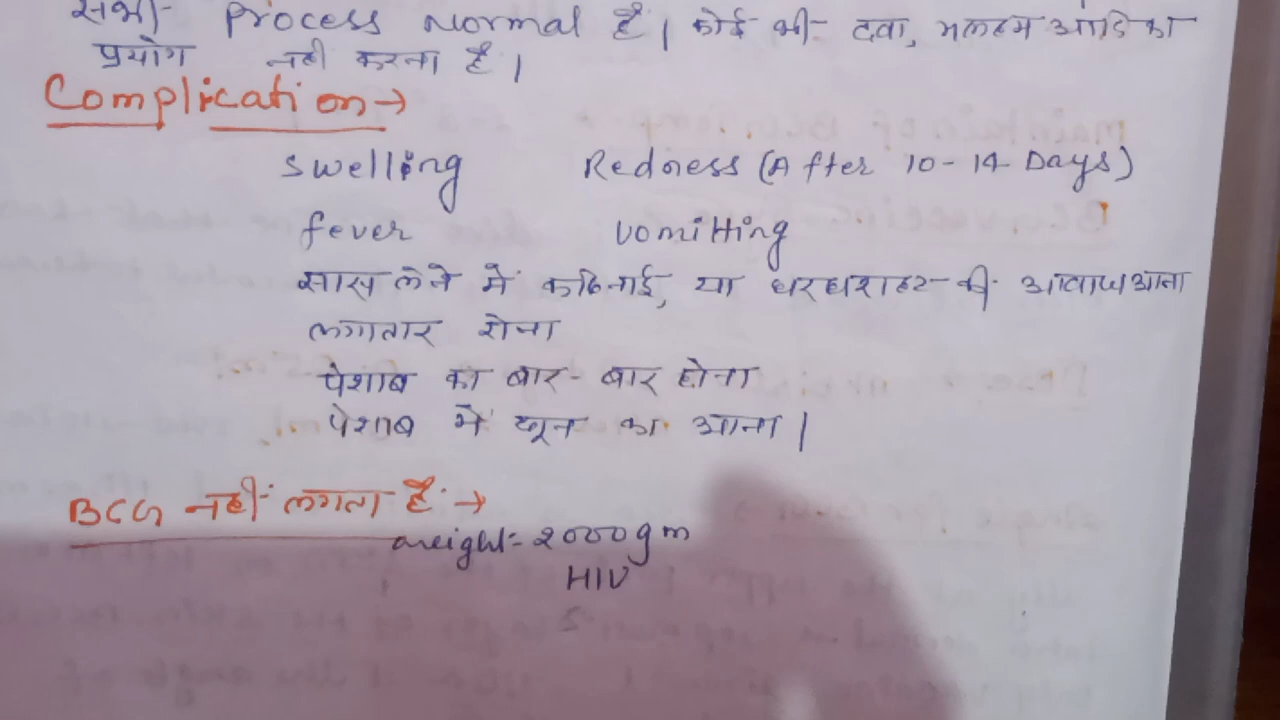 सभी process normal है। कोई भी दवा, मलहम आदि का
प्रयोग नही करना है।
Complication →
swelling Redness (After 10-14 Days)
fever vomitting
सास लेने में कठिनाई, या घरघराहट की आवाज आना
लगातार रोना
पेशाब का बार-बार होना
पेशाब में खून का आना।
BCG नही लगता है →
weight:- 2000gm
HIV